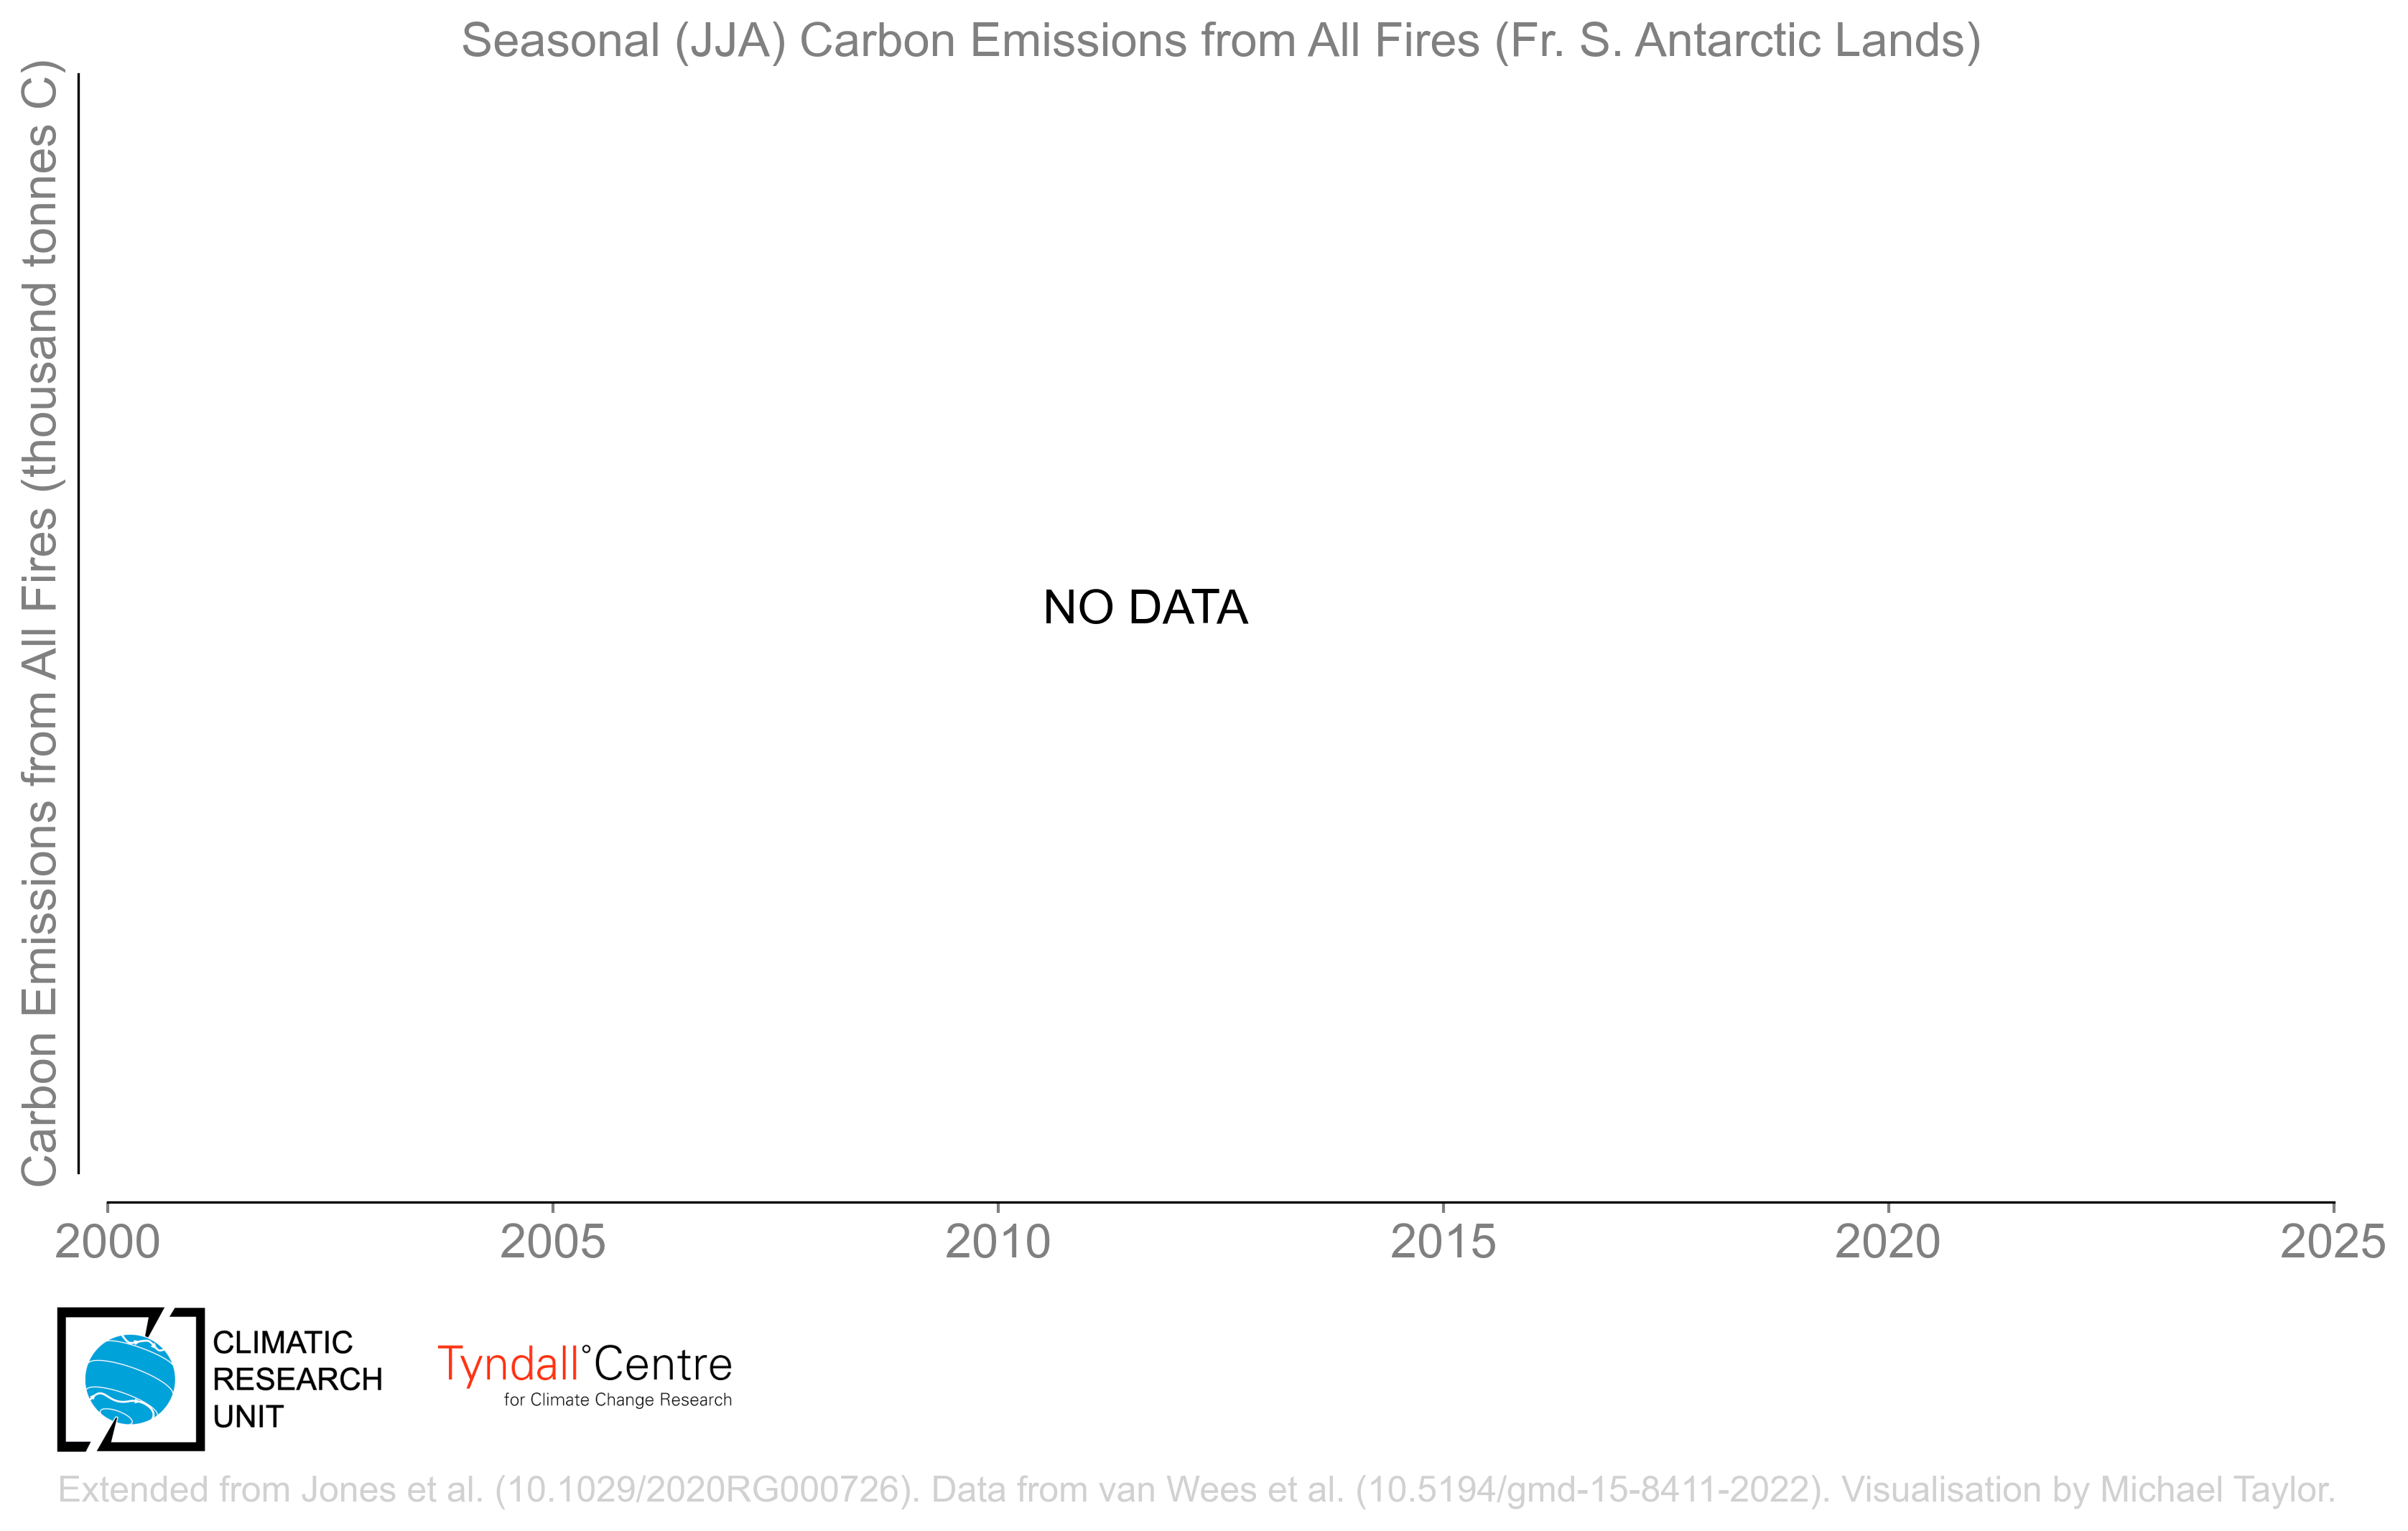 Seasonal (JJA) Carbon Emissions from All Fires (Fr. S. Antarctic Lands)
Carbon Emissions from All Fires (thousand tonnes C)
NO DATA
2000 2005 2010 2015 2020 2025
CLIMATIC
RESEARCH
UNIT
Tyndall°Centre
for Climate Change Research
Extended from Jones et al. (10.1029/2020RG000726). Data from van Wees et al. (10.5194/gmd-15-8411-2022). Visualisation by Michael Taylor.